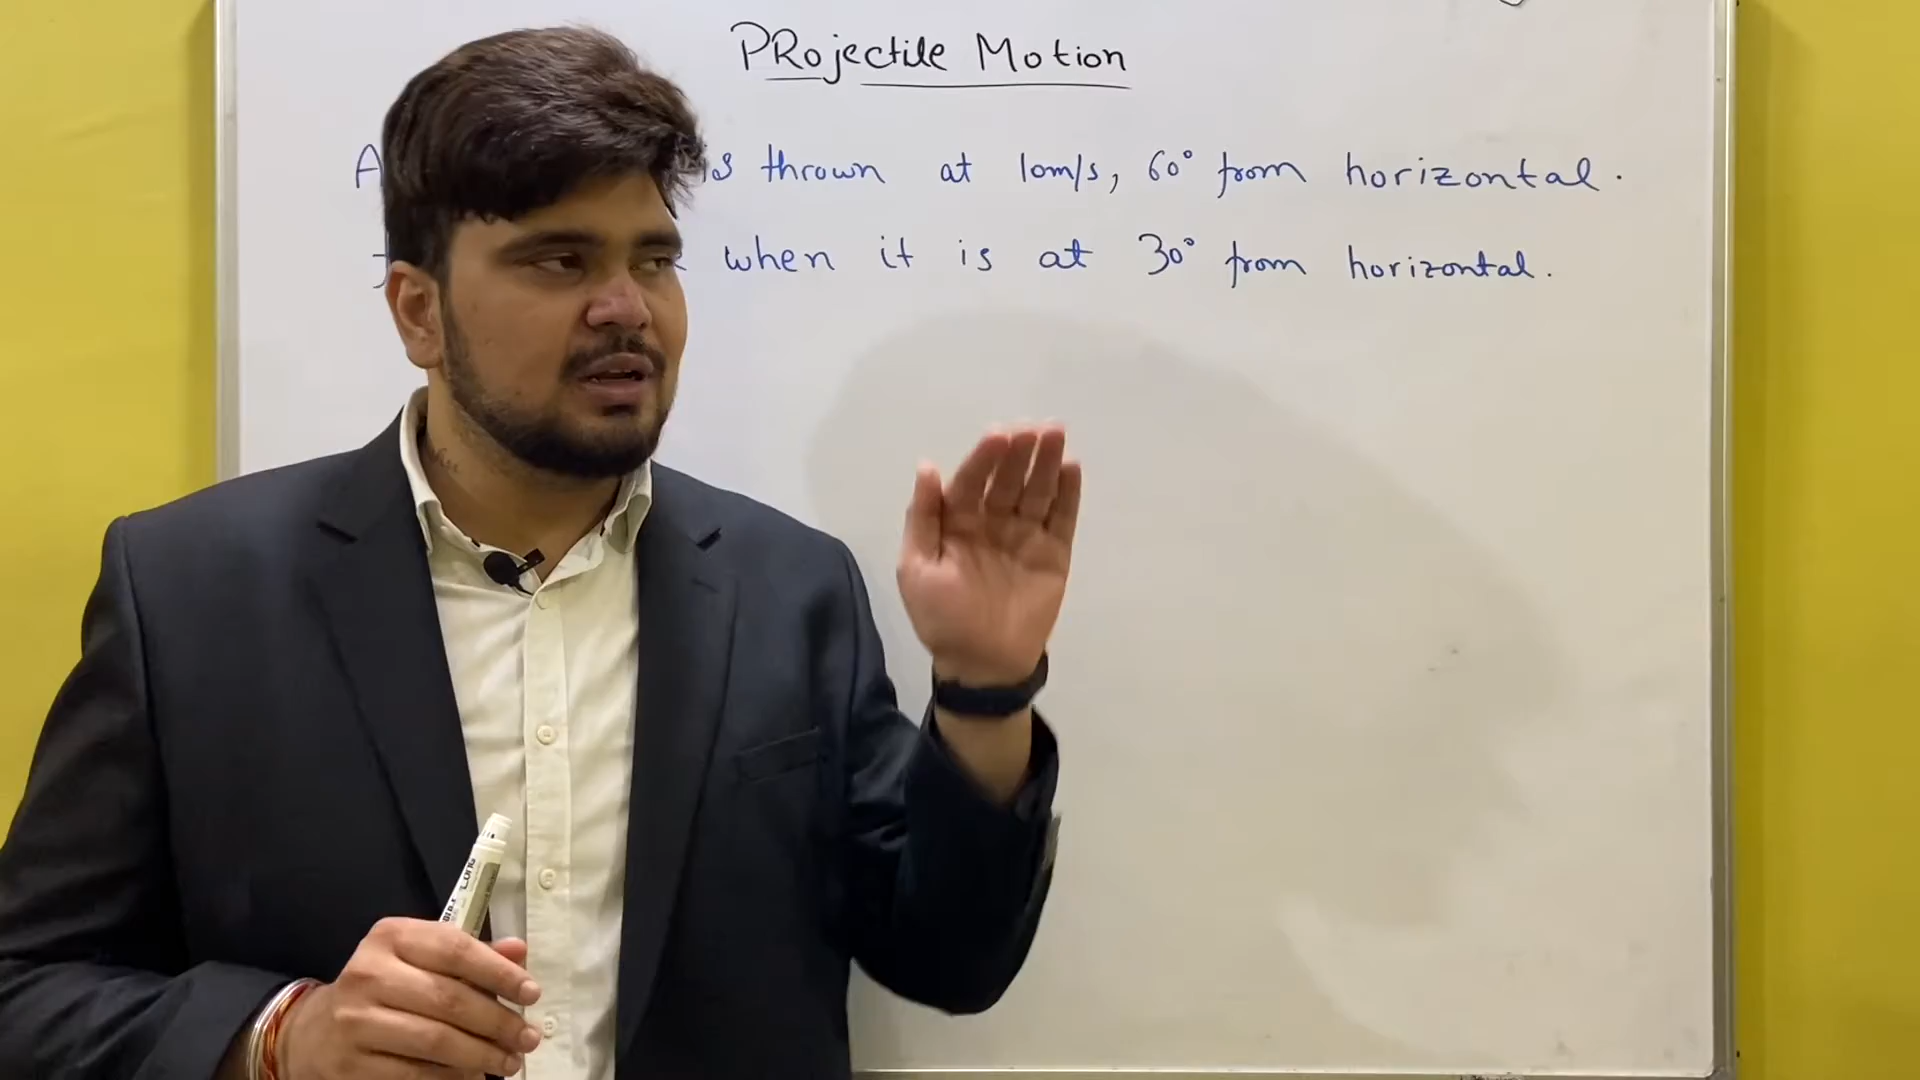 PRojectile Motion
A is thrown at 10m/s, 60° from horizontal.
when it is at 30° from horizontal.